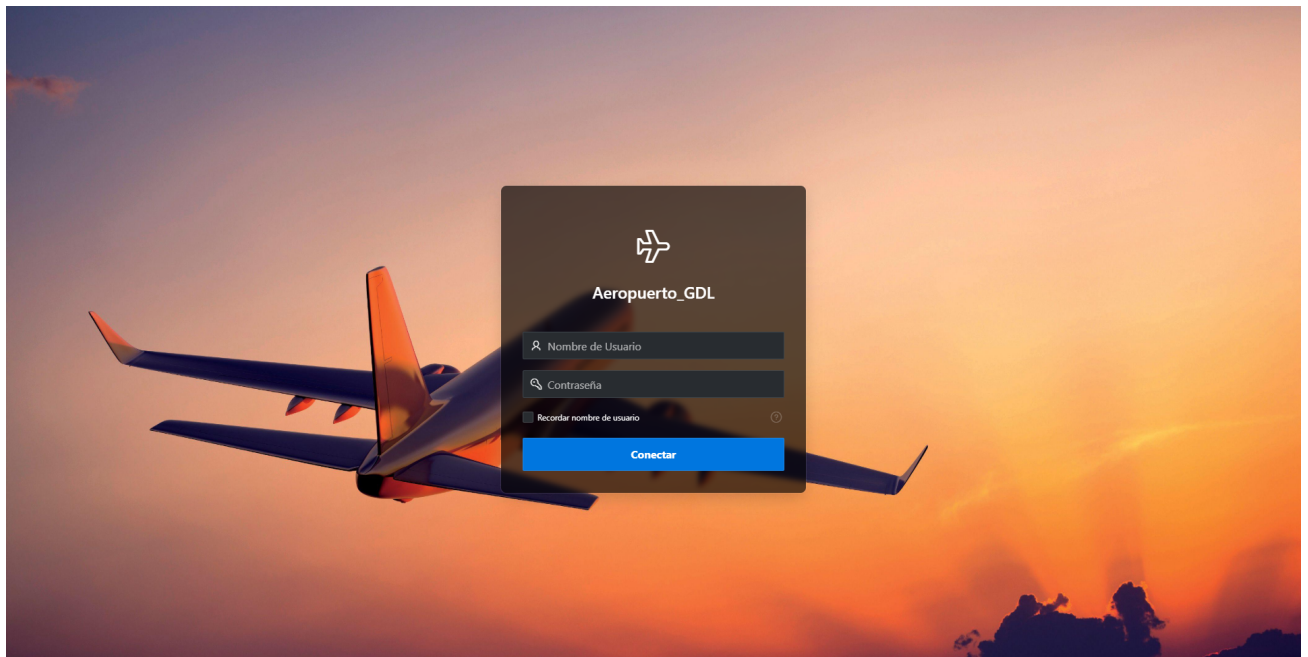 Aeropuerto_GDL
Nombre de Usuario
Contraseña
Recordar nombre de usuario
Conectar